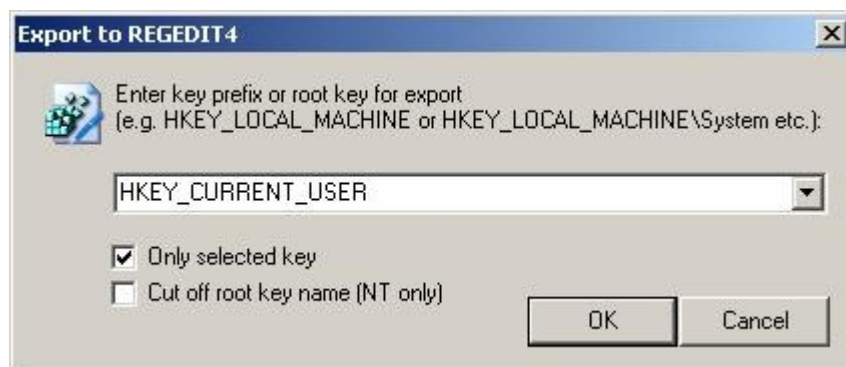 Export to REGEDIT4
Enter key prefix or root key for export
(e.g. HKEY_LOCAL_MACHINE or HKEY_LOCAL_MACHINE\System etc.):
HKEY_CURRENT_USER
Only selected key
Cut off root key name (NT only)
OK Cancel